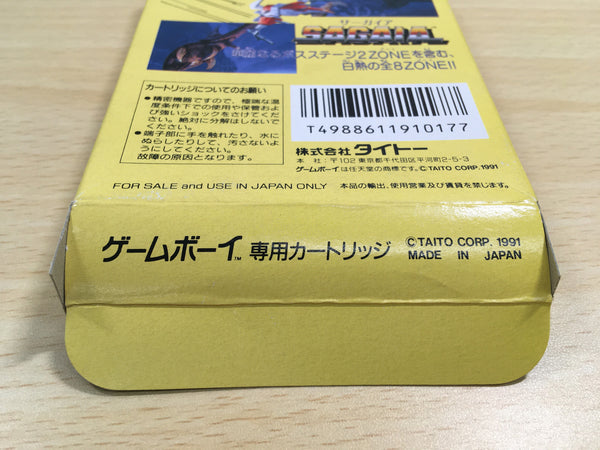 サーガイア
SAGAIA
なるボスステージ2ZONEを含む、
白熱の全8ZONE!!
カートリッジについてのお願い
●精密機器ですので、極端な温
度条件下での使用や保管およ
び強いショックをさけてくだ
さい。絶対に分解はしないで
ください。
●端子部に手を触れたり、水に
ぬらしたりして、汚さないよ
うにしてください。
故障の原因となります。
T4988611910177
株式会社タイトー
本 社:〒102 東京都千代田区平河町2-5-3
ゲームボーイは任天堂の商標です。©TAITO CORP. 1991
FOR SALE and USE IN JAPAN ONLY 本品の輸出、使用営業及び賃貸を禁じます。
ゲームボーイ™ 専用カートリッジ
©TAITO CORP. 1991
MADE IN JAPAN